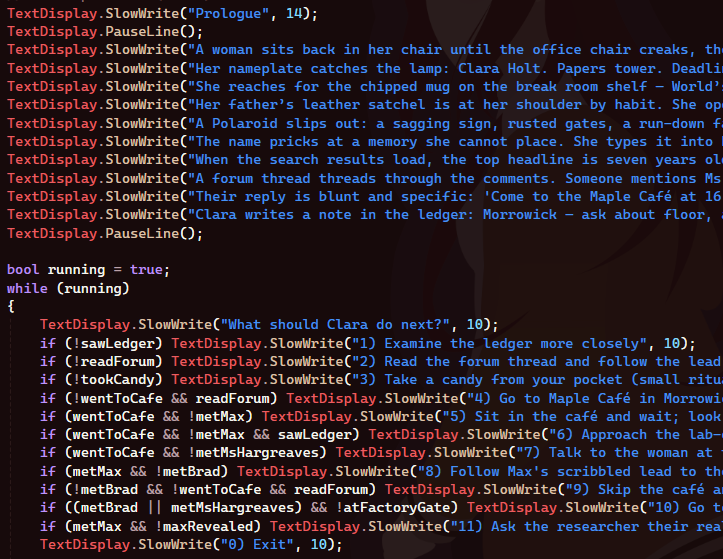 TextDisplay.SlowWrite("Prologue", 14);
TextDisplay.PauseLine();
TextDisplay.SlowWrite("A woman sits back in her chair until the office chair creaks, the
TextDisplay.SlowWrite("Her nameplate catches the lamp: Clara Holt. Papers tower. Deadlin
TextDisplay.SlowWrite("She reaches for the chipped mug on the break room shelf — World's
TextDisplay.SlowWrite("Her father's leather satchel is at her shoulder by habit. She ope
TextDisplay.SlowWrite("A Polaroid slips out: a sagging sign, rusted gates, a run-down fa
TextDisplay.SlowWrite("The name pricks at a memory she cannot place. She types it into
TextDisplay.SlowWrite("When the search results load, the top headline is seven years old
TextDisplay.SlowWrite("A forum thread threads through the comments. Someone mentions Ms
TextDisplay.SlowWrite("Their reply is blunt and specific: 'Come to the Maple Café at 16
TextDisplay.SlowWrite("Clara writes a note in the ledger: Morrowick — ask about floor,
TextDisplay.PauseLine();
bool running = true;
while (running)
{
TextDisplay.SlowWrite("What should Clara do next?", 10);
if (!sawLedger) TextDisplay.SlowWrite("1) Examine the ledger more closely", 10);
if (!readForum) TextDisplay.SlowWrite("2) Read the forum thread and follow the lead
if (!tookCandy) TextDisplay.SlowWrite("3) Take a candy from your pocket (small ritua
if (!wentToCafe && readForum) TextDisplay.SlowWrite("4) Go to Maple Café in Morrowi
if (wentToCafe && !metMax) TextDisplay.SlowWrite("5) Sit in the café and wait; look
if (wentToCafe && !metMax && sawLedger) TextDisplay.SlowWrite("6) Approach the lab-
if (wentToCafe && !metMsHargreaves) TextDisplay.SlowWrite("7) Talk to the woman at
if (metMax && !metBrad) TextDisplay.SlowWrite("8) Follow Max's scribbled lead to the
if (!metBrad && !wentToCafe && readForum) TextDisplay.SlowWrite("9) Skip the café an
if ((metBrad || metMsHargreaves) && !atFactoryGate) TextDisplay.SlowWrite("10) Go to
if (metMax && !maxRevealed) TextDisplay.SlowWrite("11) Ask the researcher their rea
TextDisplay.SlowWrite("0) Exit", 10);